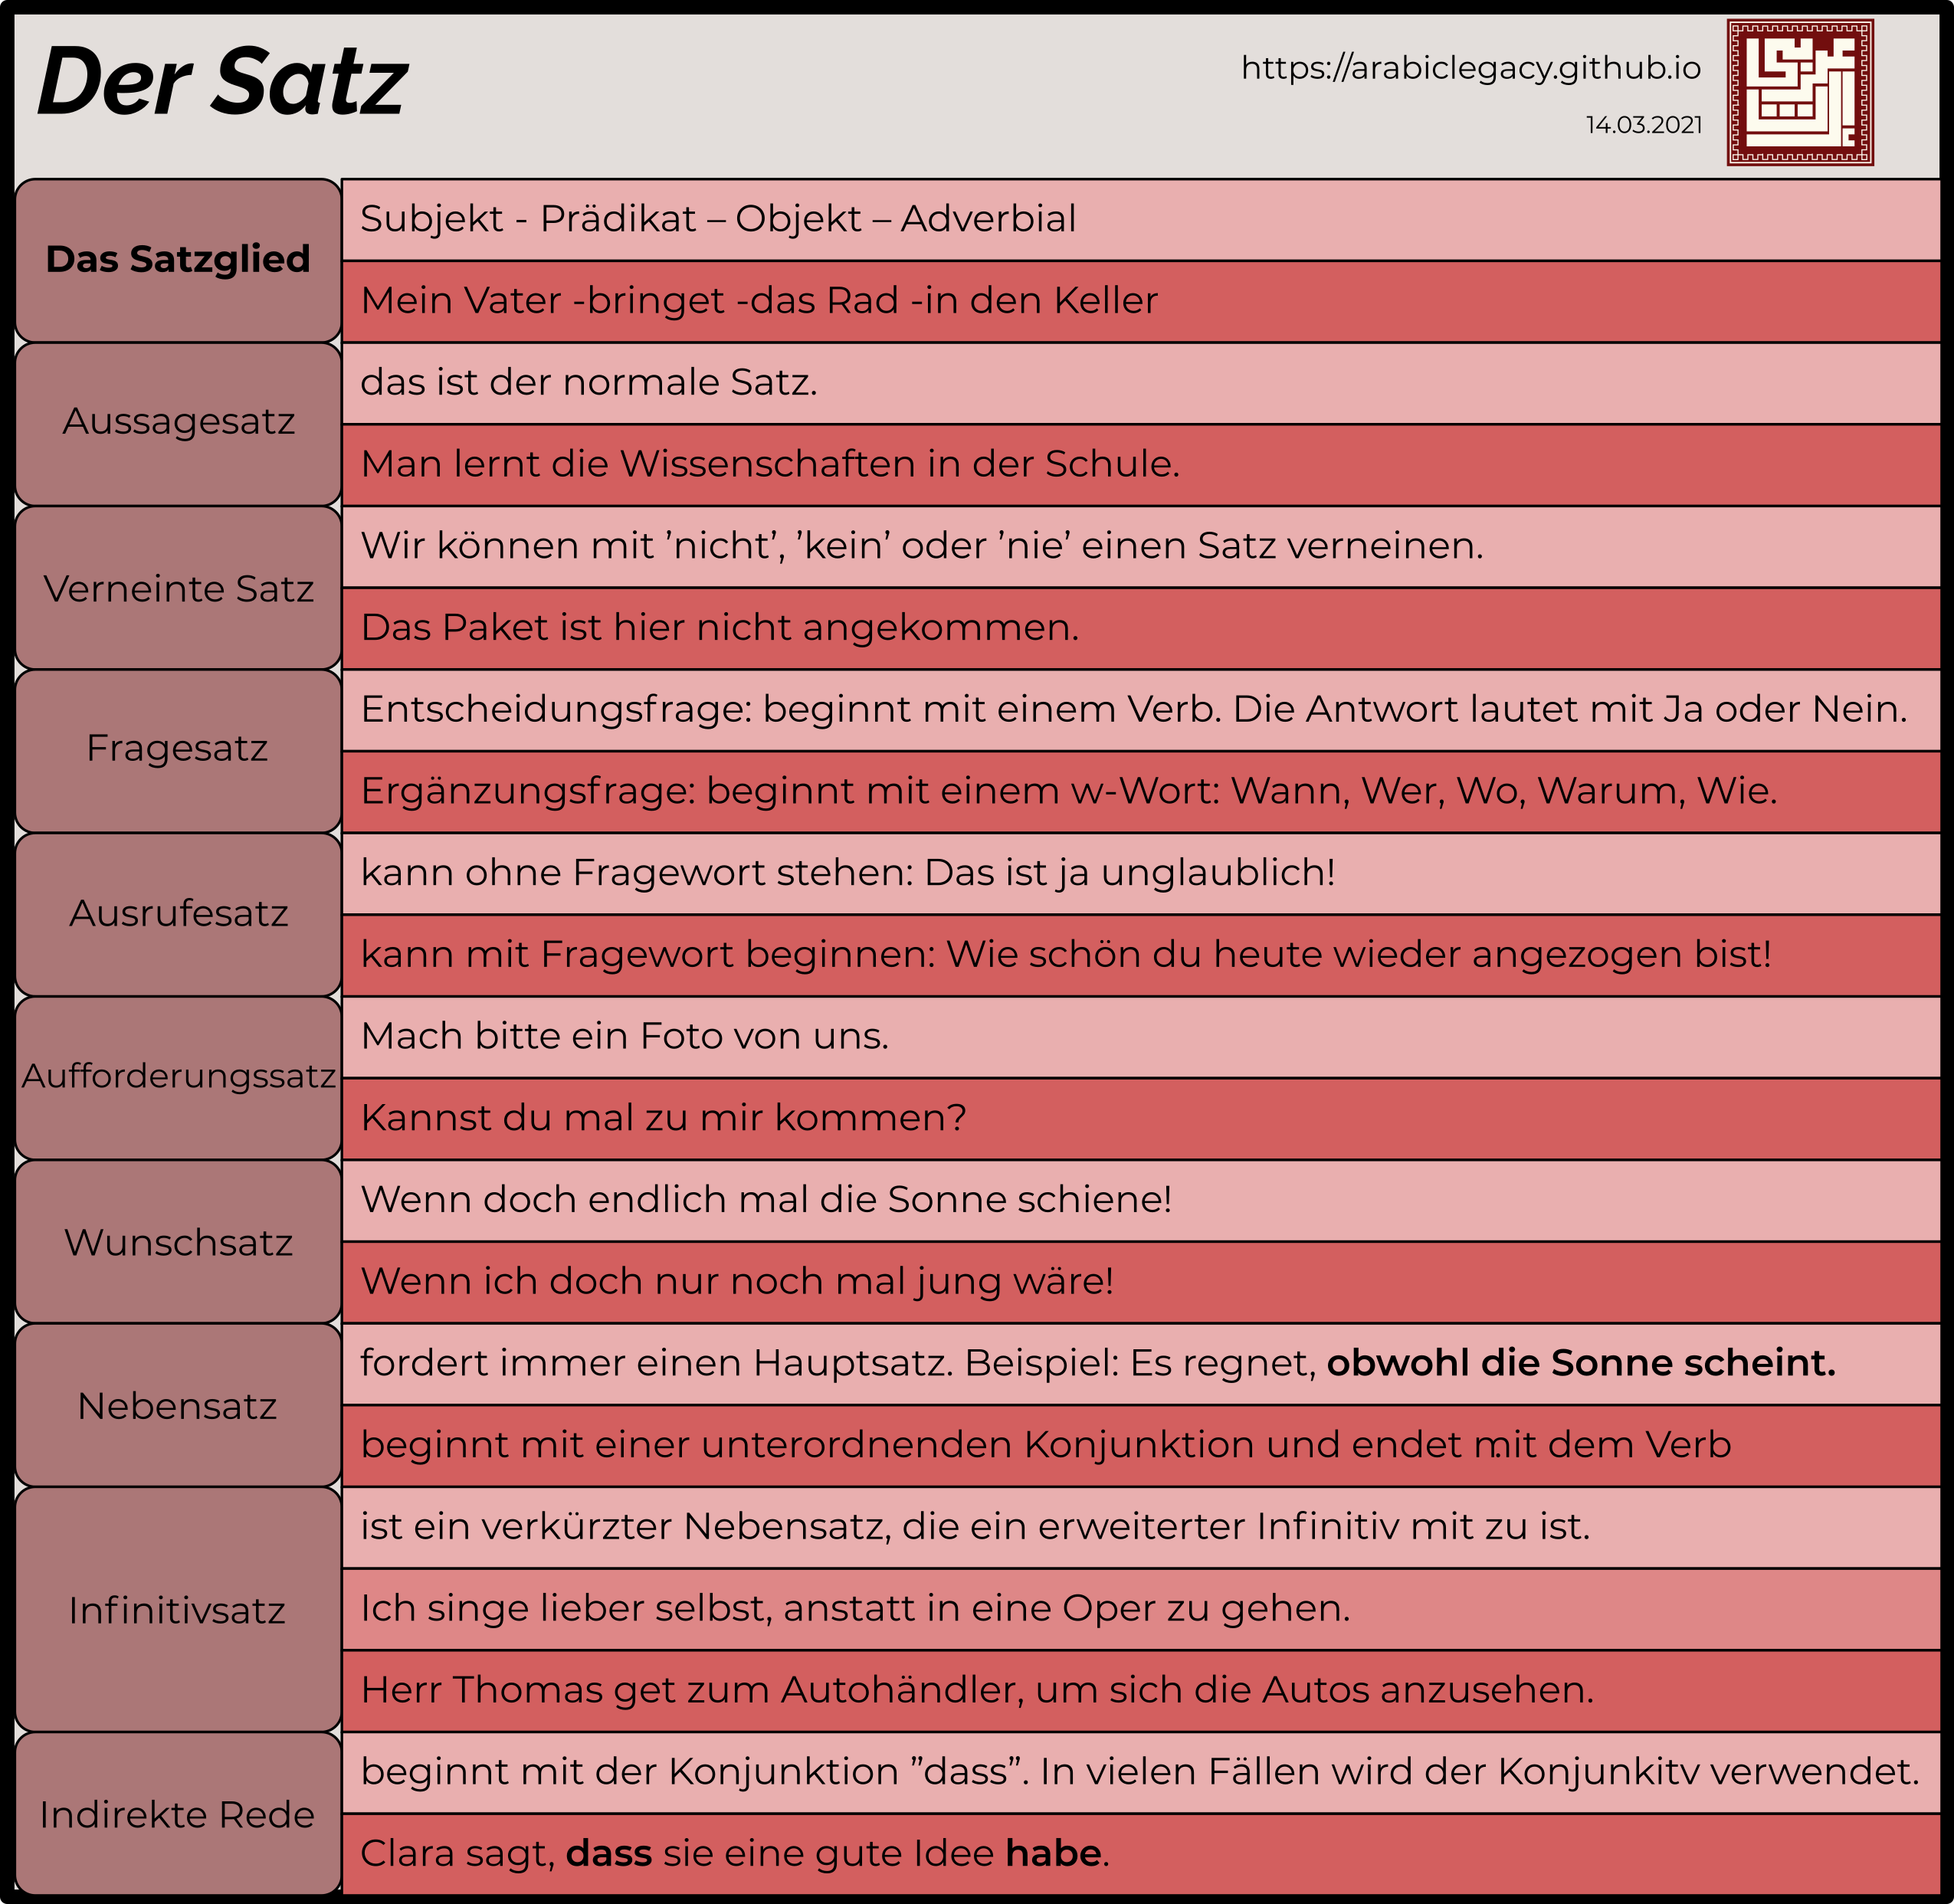 Der Satz
https://arabiclegacy.github.io
14.03.2021
Das Satzglied
Subjekt - Prädikat – Objekt – Adverbial
Mein Vater -bringet -das Rad -in den Keller
Aussagesatz
das ist der normale Satz.
Man lernt die Wissenschaften in der Schule.
Verneinte Satz
Wir können mit ’nicht’, ’kein’ oder ’nie’ einen Satz verneinen.
Das Paket ist hier nicht angekommen.
Fragesatz
Entscheidungsfrage: beginnt mit einem Verb. Die Antwort lautet mit Ja oder Nein.
Ergänzungsfrage: beginnt mit einem w-Wort: Wann, Wer, Wo, Warum, Wie.
Ausrufesatz
kann ohne Fragewort stehen: Das ist ja unglaublich!
kann mit Fragewort beginnen: Wie schön du heute wieder angezogen bist!
Aufforderungssatz
Mach bitte ein Foto von uns.
Kannst du mal zu mir kommen?
Wunschsatz
Wenn doch endlich mal die Sonne schiene!
Wenn ich doch nur noch mal jung wäre!
Nebensatz
fordert immer einen Hauptsatz. Beispiel: Es regnet, obwohl die Sonne scheint.
beginnt mit einer unterordnenden Konjunktion und endet mit dem Verb
Infinitivsatz
ist ein verkürzter Nebensatz, die ein erweiterter Infinitiv mit zu ist.
Ich singe lieber selbst, anstatt in eine Oper zu gehen.
Herr Thomas get zum Autohändler, um sich die Autos anzusehen.
Indirekte Rede
beginnt mit der Konjunktion ”dass”. In vielen Fällen wird der Konjunkitv verwendet.
Clara sagt, dass sie eine gute Idee habe.